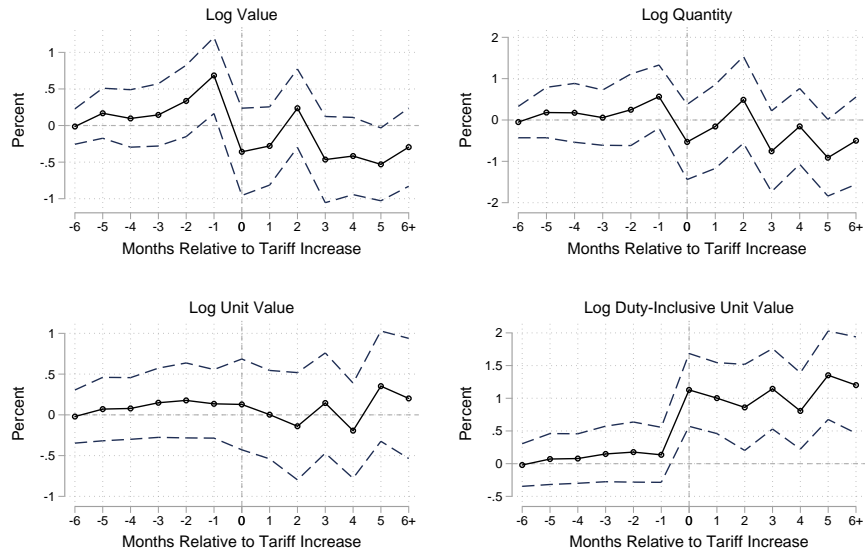 Log Value
Percent
1
.5
0
-.5
-1
-6 -5 -4 -3 -2 -1 0 1 2 3 4 5 6+
Months Relative to Tariff Increase
Log Quantity
Percent
2
1
0
-1
-2
-6 -5 -4 -3 -2 -1 0 1 2 3 4 5 6+
Months Relative to Tariff Increase
Log Unit Value
Percent
1
.5
0
-.5
-1
-6 -5 -4 -3 -2 -1 0 1 2 3 4 5 6+
Months Relative to Tariff Increase
Log Duty-Inclusive Unit Value
Percent
2
1.5
1
.5
0
-.5
-6 -5 -4 -3 -2 -1 0 1 2 3 4 5 6+
Months Relative to Tariff Increase